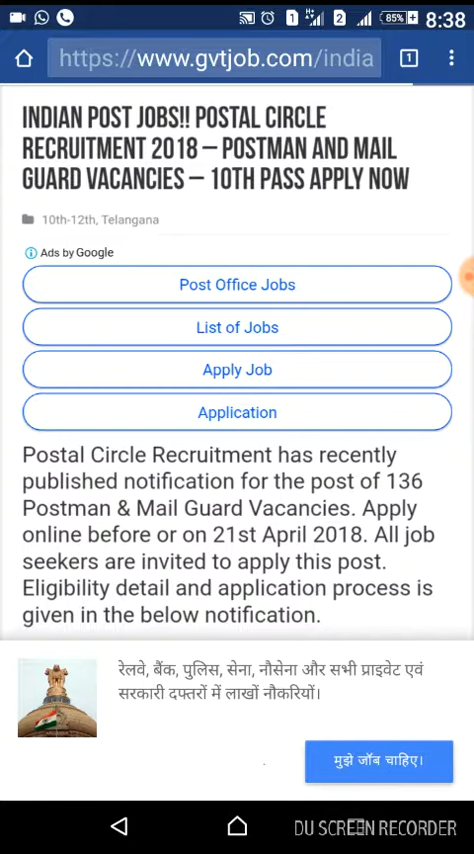 1 2 85% 8:38
https://www.gvtjob.com/india 1
INDIAN POST JOBS!! POSTAL CIRCLE
RECRUITMENT 2018 – POSTMAN AND MAIL
GUARD VACANCIES – 10TH PASS APPLY NOW
10th-12th, Telangana
Ads by Google
Post Office Jobs
List of Jobs
Apply Job
Application
Postal Circle Recruitment has recently
published notification for the post of 136
Postman & Mail Guard Vacancies. Apply
online before or on 21st April 2018. All job
seekers are invited to apply this post.
Eligibility detail and application process is
given in the below notification.
रेलवे, बैंक, पुलिस, सेना, नौसेना और सभी प्राइवेट एवं
सरकारी दफ्तरों में लाखों नौकरियों।
मुझे जॉब चाहिए।
DU SCREEN RECORDER